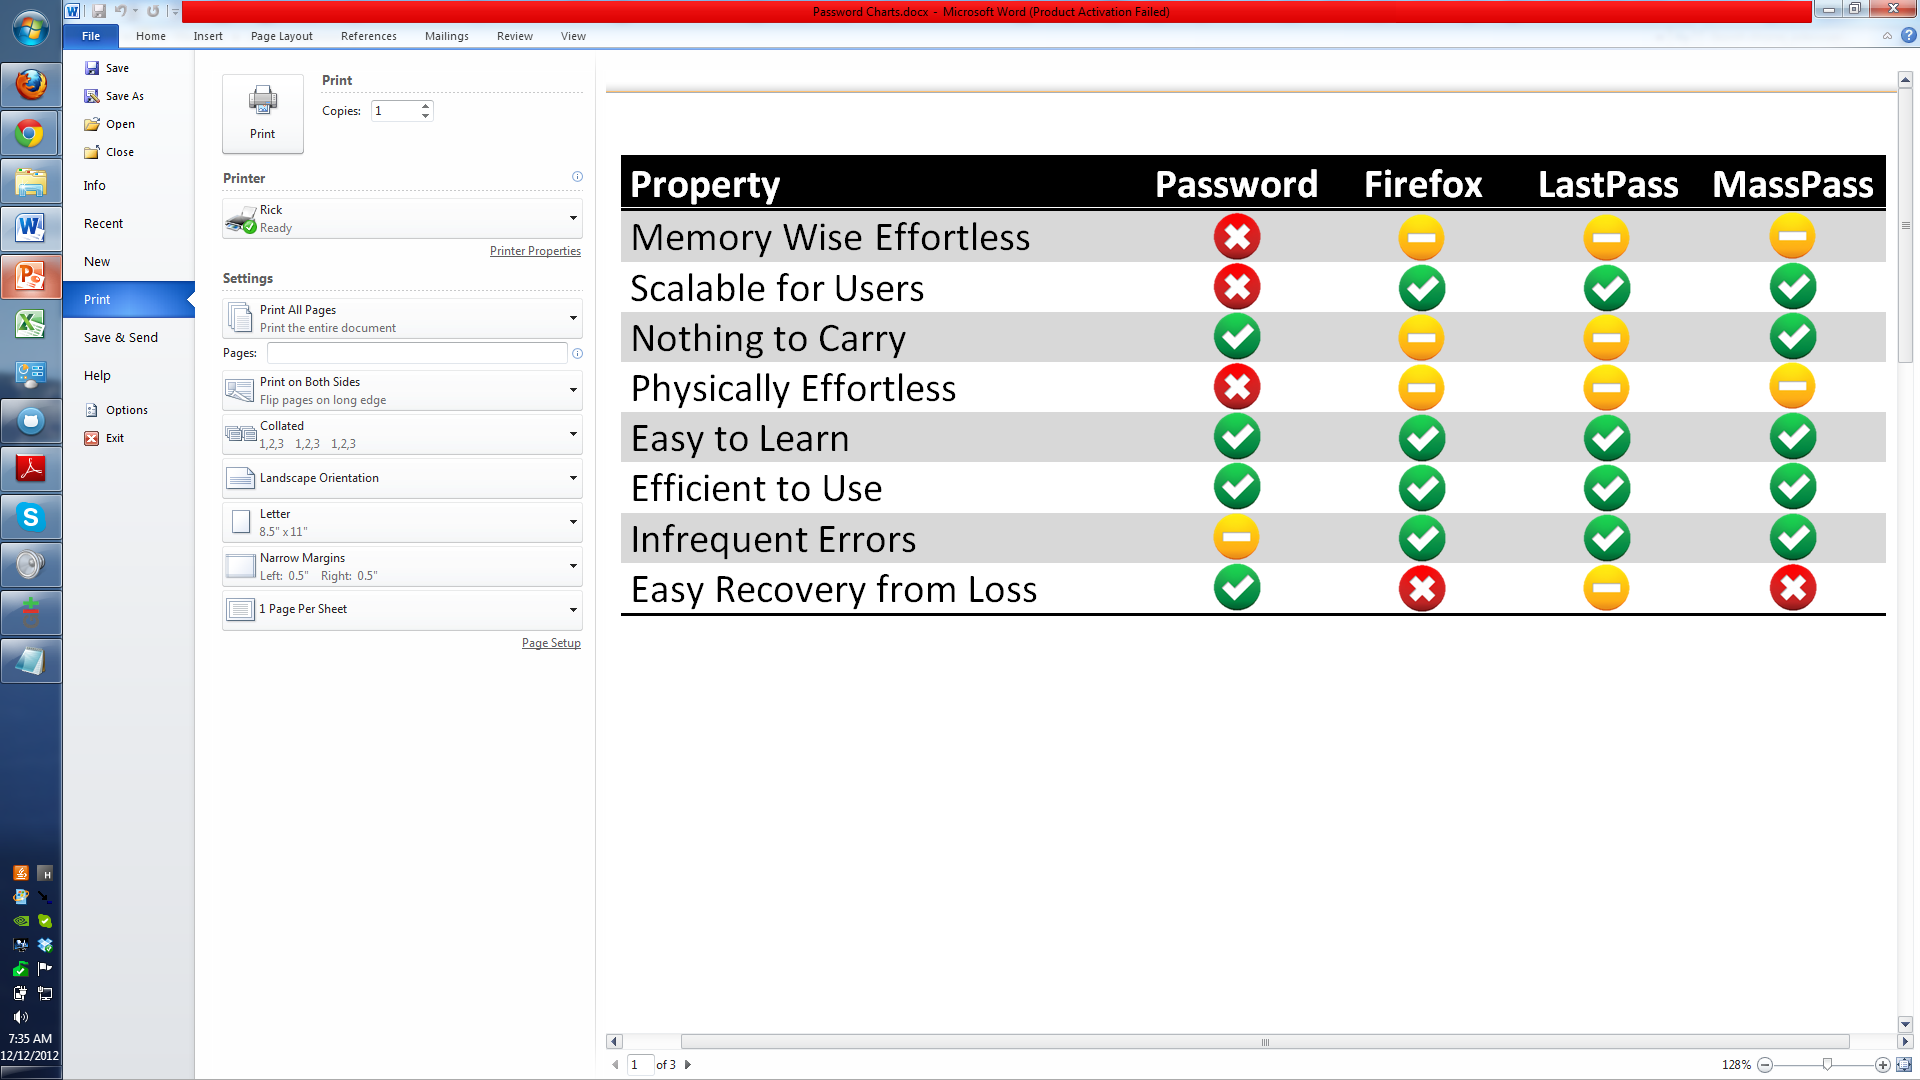 Password Charts.docx - Microsoft Word (Product Activation Failed)
File Home Insert Page Layout References Mailings Review View
Save
Save As
Open
Close
Info
Recent
New
Print
Save & Send
Help
Options
Exit
Print
Print
Copies: 1
Printer
Rick
Ready
Printer Properties
Settings
Print All Pages
Print the entire document
Pages:
Print on Both Sides
Flip pages on long edge
Collated
1,2,3 1,2,3 1,2,3
Landscape Orientation
Letter
8.5" x 11"
Narrow Margins
Left: 0.5" Right: 0.5"
1 Page Per Sheet
Page Setup
Property Password Firefox LastPass MassPass
Memory Wise Effortless
Scalable for Users
Nothing to Carry
Physically Effortless
Easy to Learn
Efficient to Use
Infrequent Errors
Easy Recovery from Loss
1 of 3
128%
7:35 AM
12/12/2012